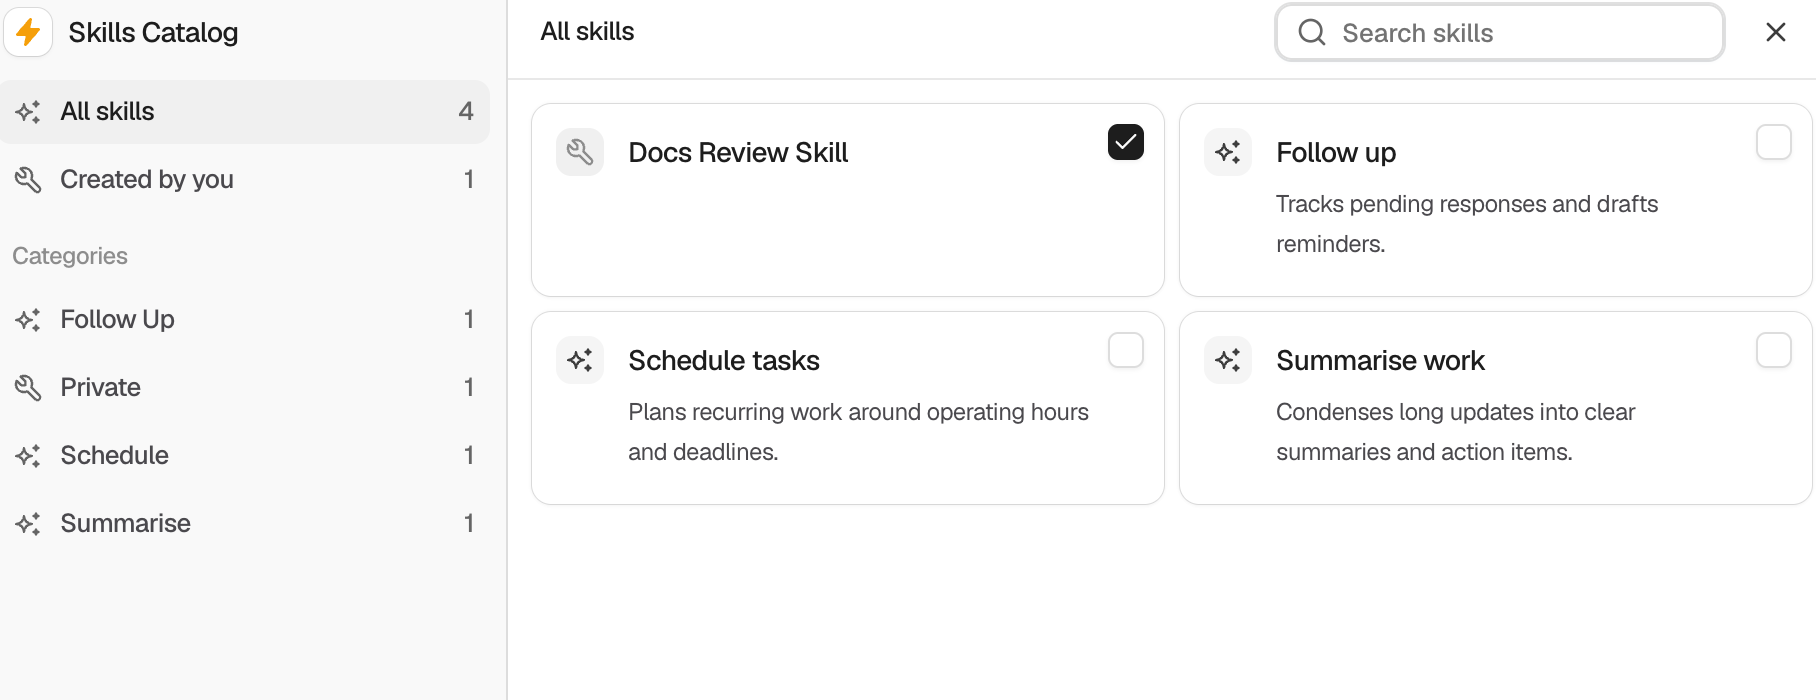 Skills Catalog
All skills 4
Created by you 1
Categories
Follow Up 1
Private 1
Schedule 1
Summarise 1
All skills
Search skills
Docs Review Skill
Follow up
Tracks pending responses and drafts
reminders.
Schedule tasks
Plans recurring work around operating hours
and deadlines.
Summarise work
Condenses long updates into clear
summaries and action items.